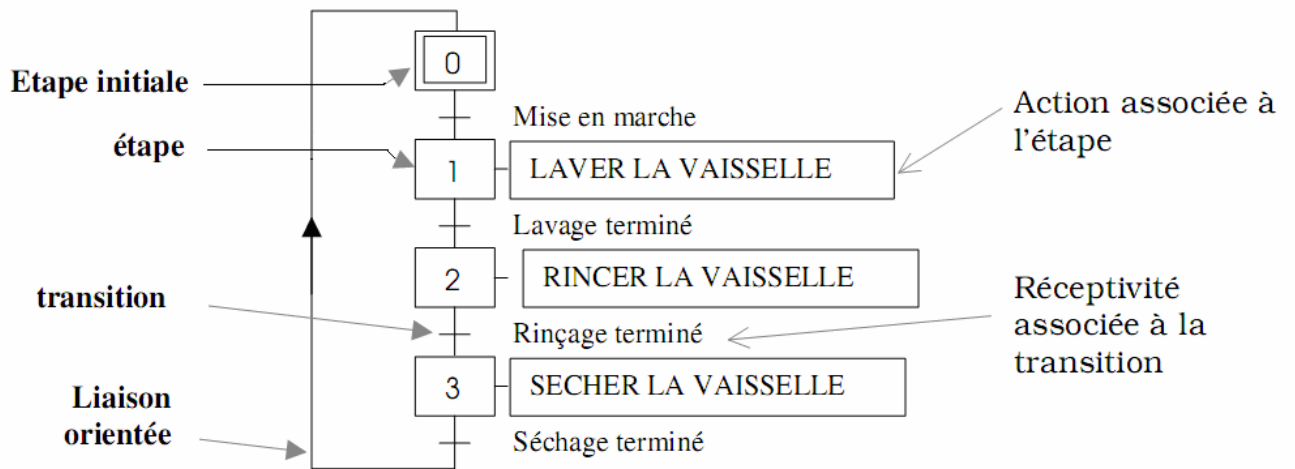 0
Etape initiale
Mise en marche
Action associée à
l'étape
étape
1
LAVER LA VAISSELLE
Lavage terminé
2
RINCER LA VAISSELLE
transition
Rinçage terminé
Réceptivité
associée à la
transition
3
SECHER LA VAISSELLE
Liaison
orientée
Séchage terminé